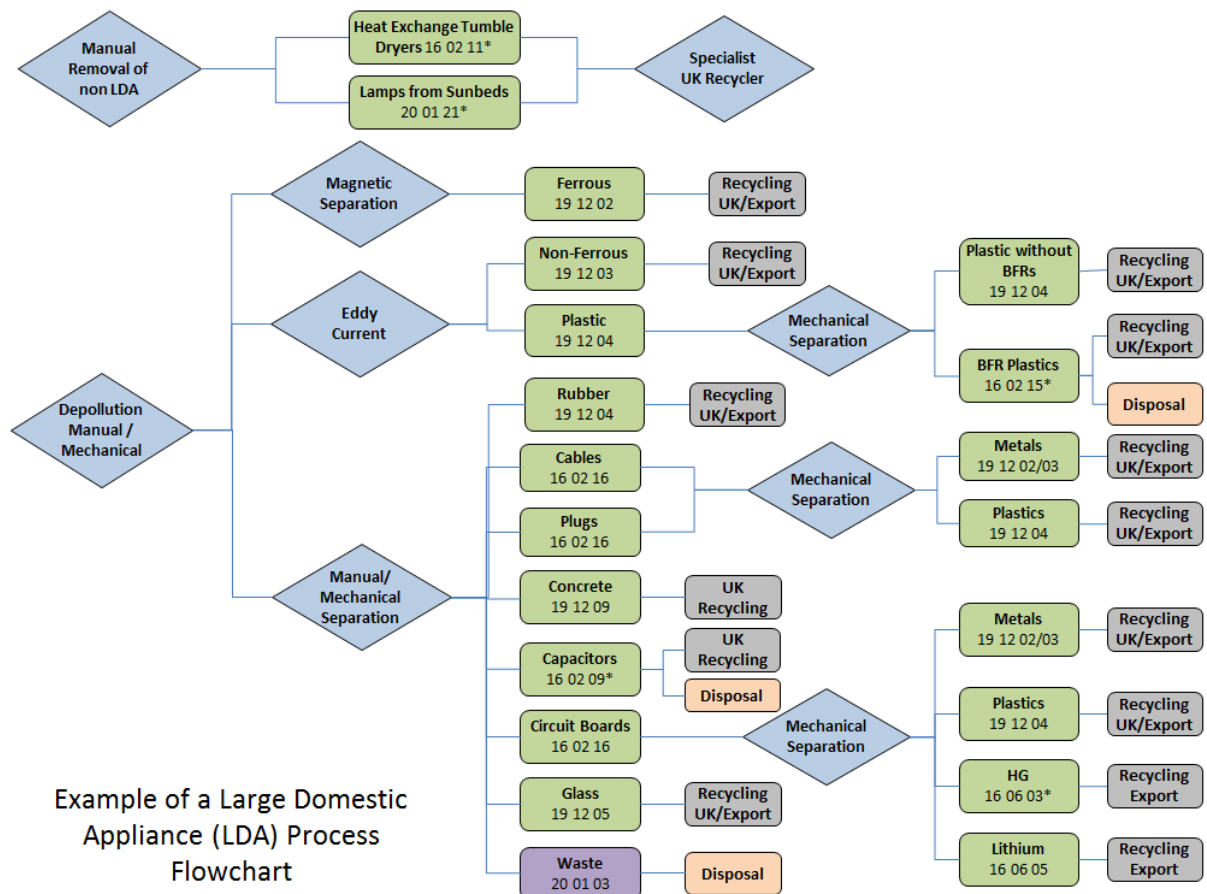 Manual
Removal of
non LDA
Heat Exchange Tumble
Dryers 16 02 11*
Lamps from Sunbeds
20 01 21*
Specialist
UK Recycler
Magnetic
Separation
Ferrous
19 12 02
Recycling
UK/Export
Eddy
Current
Non-Ferrous
19 12 03
Recycling
UK/Export
Plastic
19 12 04
Mechanical
Separation
Plastic without
BFRs
19 12 04
Recycling
UK/Export
BFR Plastics
16 02 15*
Recycling
UK/Export
Disposal
Depollution
Manual /
Mechanical
Manual/
Mechanical
Separation
Rubber
19 12 04
Recycling
UK/Export
Cables
16 02 16
Plugs
16 02 16
Mechanical
Separation
Metals
19 12 02/03
Recycling
UK/Export
Plastics
19 12 04
Recycling
UK/Export
Concrete
19 12 09
UK
Recycling
Capacitors
16 02 09*
UK
Recycling
Disposal
Circuit Boards
16 02 16
Mechanical
Separation
Metals
19 12 02/03
Recycling
UK/Export
Plastics
19 12 04
Recycling
UK/Export
HG
16 06 03*
Recycling
Export
Lithium
16 06 05
Recycling
Export
Glass
19 12 05
Recycling
UK/Export
Waste
20 01 03
Disposal
Example of a Large Domestic
Appliance (LDA) Process
Flowchart